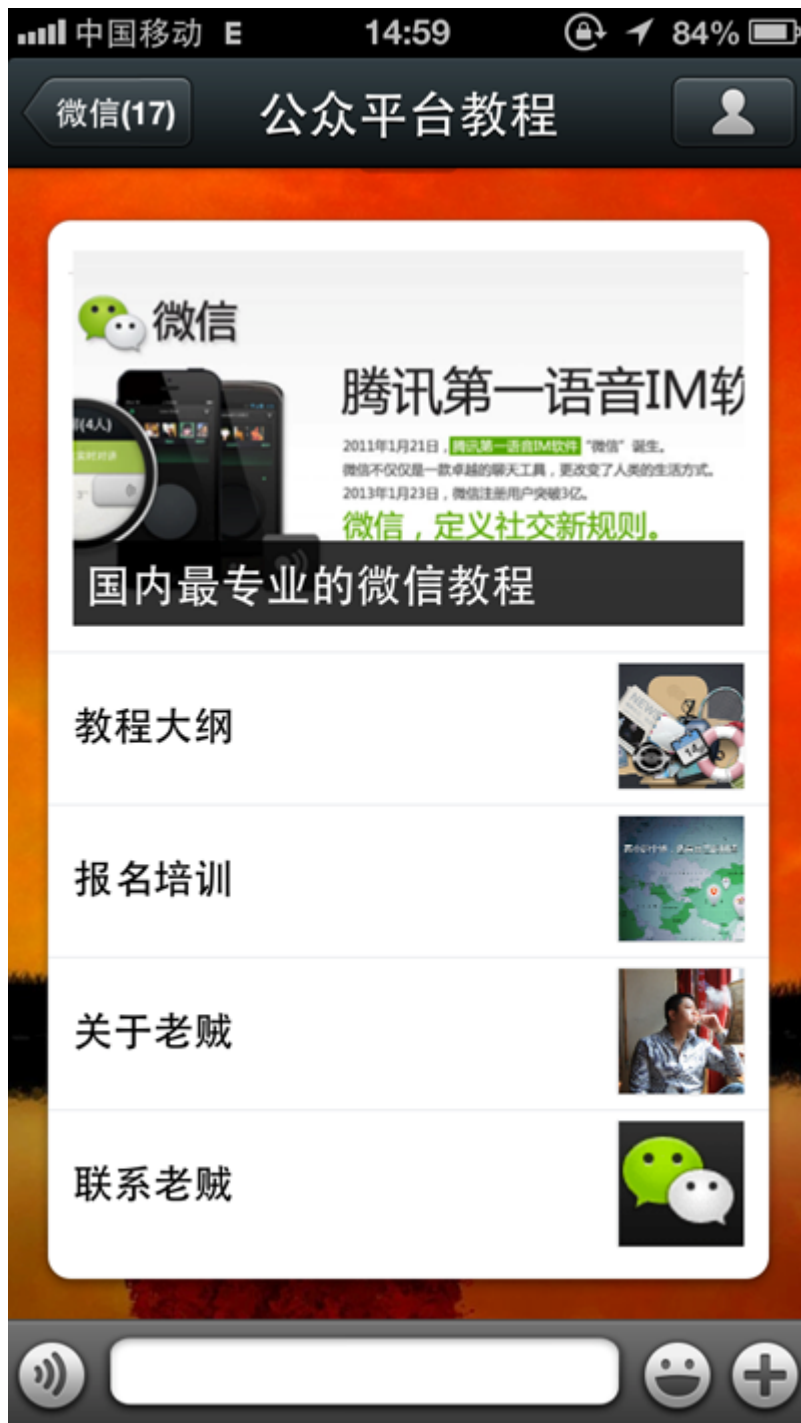 中国移动 E 14:59 84%
微信(17) 公众平台教程
微信
腾讯第一语音IM软
(4人)
2011年1月21日，腾讯第一语音IM软件“微信”诞生。
微信不仅仅是一款卓越的聊天工具，更改变了人类的生活方式。
2013年1月23日，微信注册用户突破3亿。
微信，定义社交新规则。
国内最专业的微信教程
教程大纲
NEWS
14
报名培训
关于老贼
联系老贼